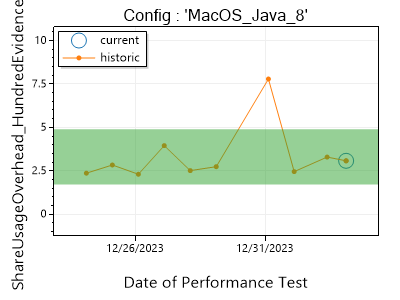 Config : 'MacOS_Java_8'
current
historic
10
7.5
5
2.5
0
ShareUsageOverhead_HundredEvidence
12/26/2023
12/31/2023
Date of Performance Test